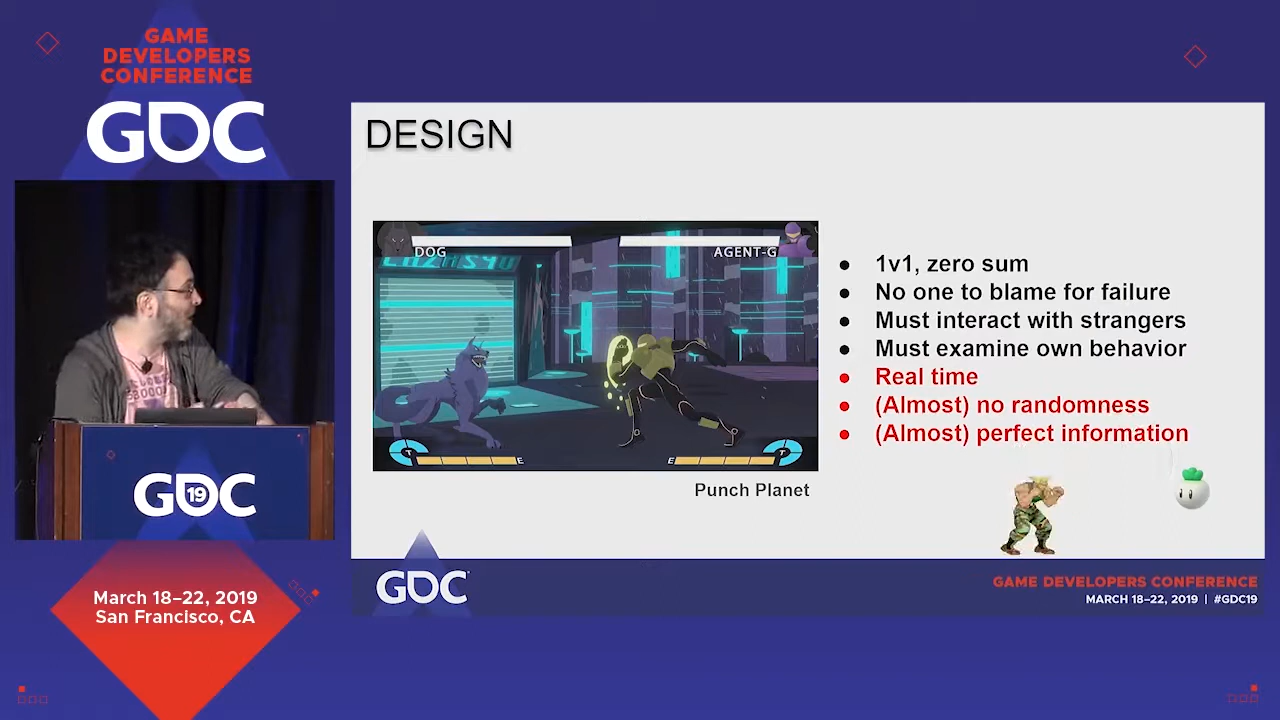 GAME
DEVELOPERS
CONFERENCE
GDC
DESIGN
DOG
AGENT-G
T
E
E
T
Punch Planet
● 1v1, zero sum
● No one to blame for failure
● Must interact with strangers
● Must examine own behavior
● Real time
● (Almost) no randomness
● (Almost) perfect information
GDC
19
March 18–22, 2019
San Francisco, CA
GDC
GAME DEVELOPERS CONFERENCE
MARCH 18–22, 2019 | #GDC19